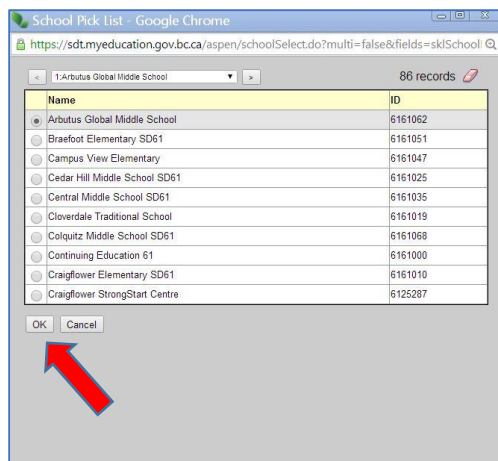 School Pick List - Google Chrome
https://sdt.myeducation.gov.bc.ca/aspen/schoolSelect.do?multi=false&fields=sklSchoolI
< 1:Arbutus Global Middle School > 86 records
Name ID
Arbutus Global Middle School 6161062
Braefoot Elementary SD61 6161051
Campus View Elementary 6161047
Cedar Hill Middle School SD61 6161025
Central Middle School SD61 6161035
Cloverdale Traditional School 6161019
Colquitz Middle School SD61 6161068
Continuing Education 61 6161000
Craigflower Elementary SD61 6161010
Craigflower StrongStart Centre 6125287
OK Cancel